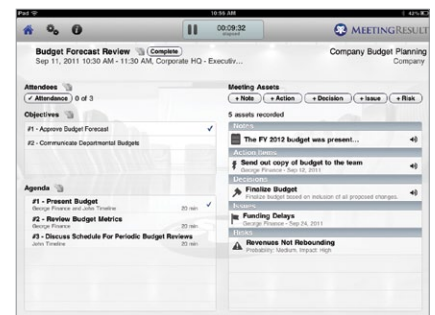 iPad
10:56 AM
42%
00:09:32
elapsed
MEETINGRESULT
Budget Forecast Review
Complete
Sep 11, 2011 10:30 AM - 11:30 AM, Corporate HQ - Executiv...
Company Budget Planning
Company
Attendees
✓ Attendance
0 of 3
Objectives
#1 - Approve Budget Forecast
#2 - Communicate Departmental Budgets
Agenda
#1 - Present Budget
George Finance and John Timeline
20 min
#2 - Review Budget Metrics
George Finance
20 min
#3 - Discuss Schedule For Periodic Budget Reviews
John Timeline
20 min
Meeting Assets
+ Note
+ Action
+ Decision
+ Issue
+ Risk
5 assets recorded
Notes
The FY 2012 budget was present...
Action Items
Send out copy of budget to the team
George Finance - Sep 12, 2011
Decisions
Finalize Budget
Finalize budget based on inclusion of all proposed changes.
Issues
Funding Delays
George Finance - Sep 24, 2011
Risks
Revenues Not Rebounding
Probability: Medium, Impact: High